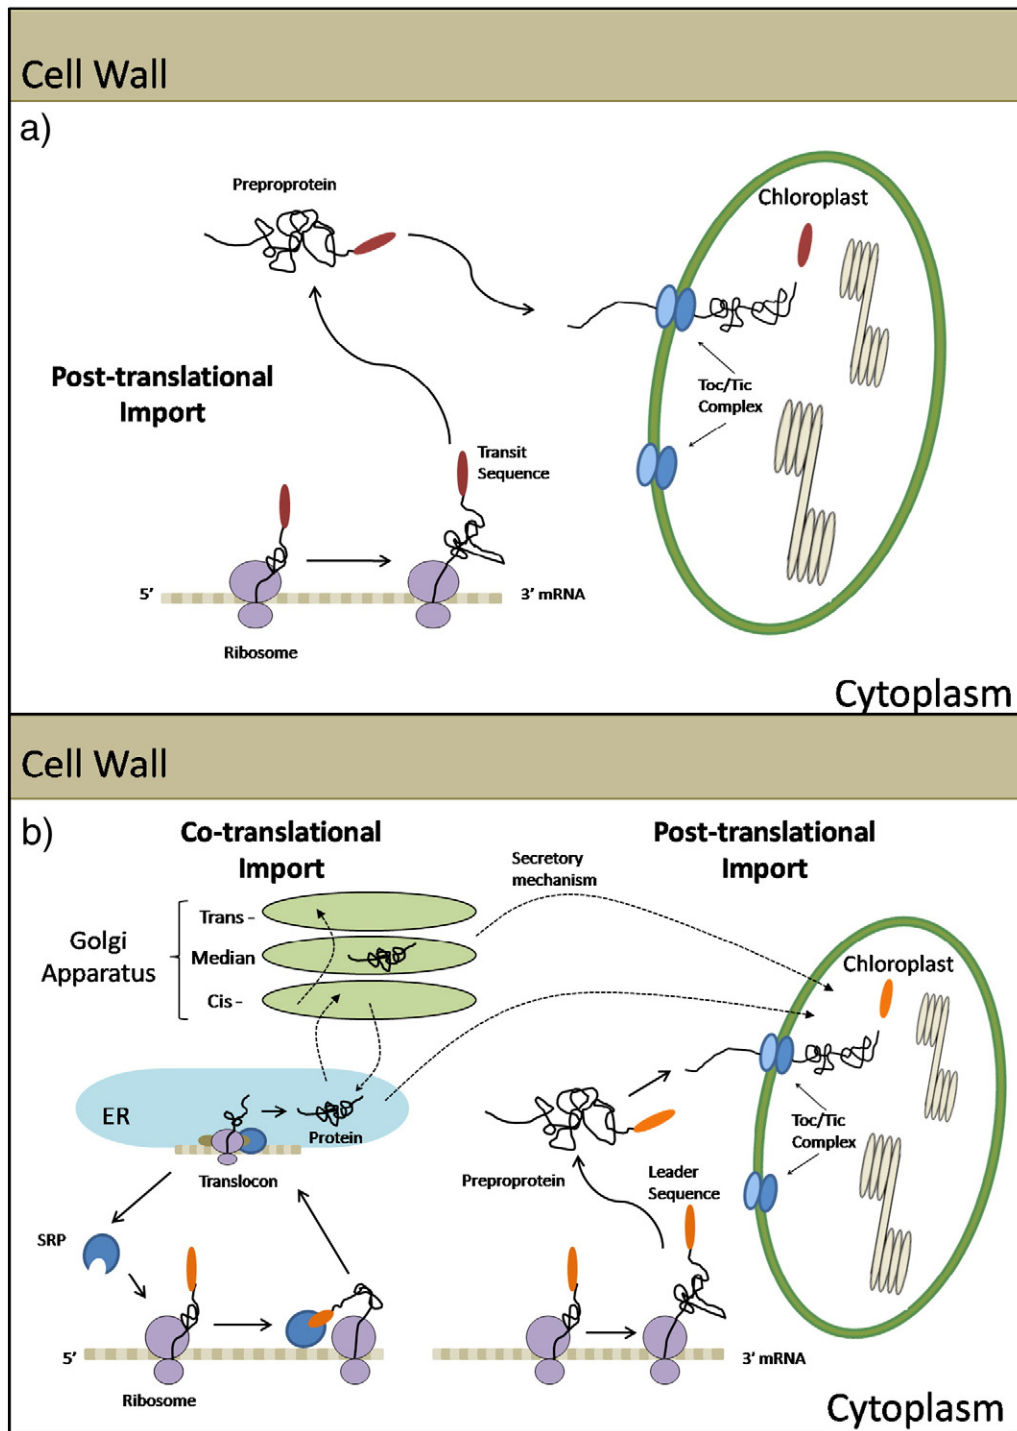 Cell Wall
a)
Preproprotein
Chloroplast
Post-translational
Import
Toc/Tic
Complex
Transit
Sequence
5'
3' mRNA
Ribosome
Cytoplasm
Cell Wall
b)
Co-translational
Import
Post-translational
Import
Secretory
mechanism
Trans -
Golgi
Apparatus
Median
Cis -
Chloroplast
ER
Protein
Translocon
Toc/Tic
Complex
Preproprotein
Leader
Sequence
SRP
5'
3' mRNA
Ribosome
Cytoplasm